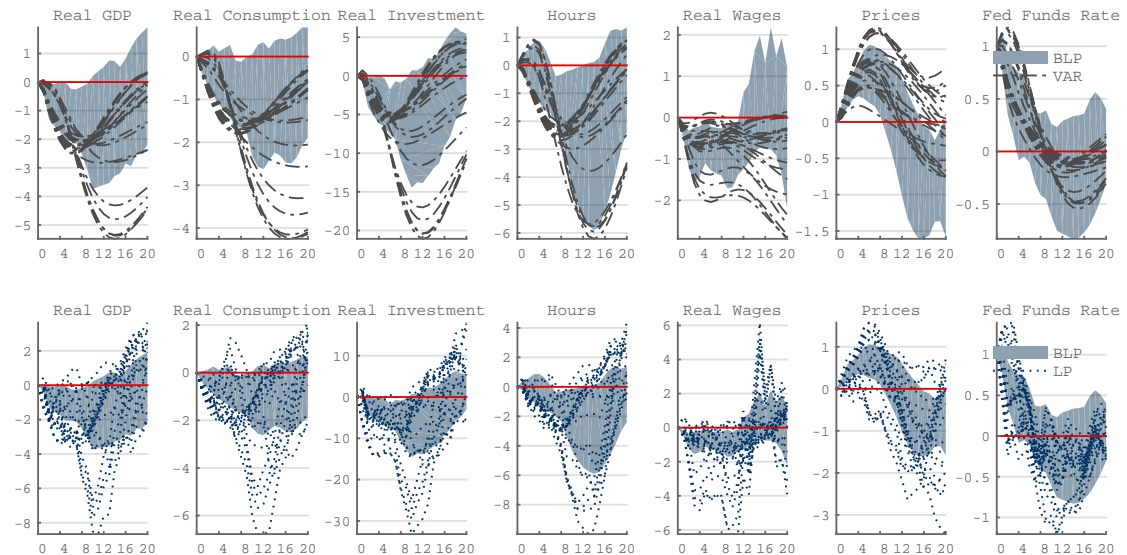 Real GDP Real Consumption Real Investment Hours Real Wages Prices Fed Funds Rate
1 0 -1 -2 -3 -4 -5
0 -1 -2 -3 -4
5 0 -5 -10 -15 -20
1 0 -1 -2 -3 -4 -5 -6
2 1 0 -1 -2
1 0.5 0 -0.5 -1 -1.5
1 0.5 0 -0.5
BLP
VAR
0 4 8 12 16 20 0 4 8 12 16 20 0 4 8 12 16 20 0 4 8 12 16 20 0 4 8 12 16 20 0 4 8 12 16 20 0 4 8 12 16 20
Real GDP Real Consumption Real Investment Hours Real Wages Prices Fed Funds Rate
2 0 -2 -4 -6 -8
2 0 -2 -4 -6
10 0 -10 -20 -30
4 2 0 -2 -4 -6 -8
6 4 2 0 -2 -4 -6
1 0 -1 -2 -3
1 0.5 0 -0.5 -1
BLP
LP
0 4 8 12 16 20 0 4 8 12 16 20 0 4 8 12 16 20 0 4 8 12 16 20 0 4 8 12 16 20 0 4 8 12 16 20 0 4 8 12 16 20